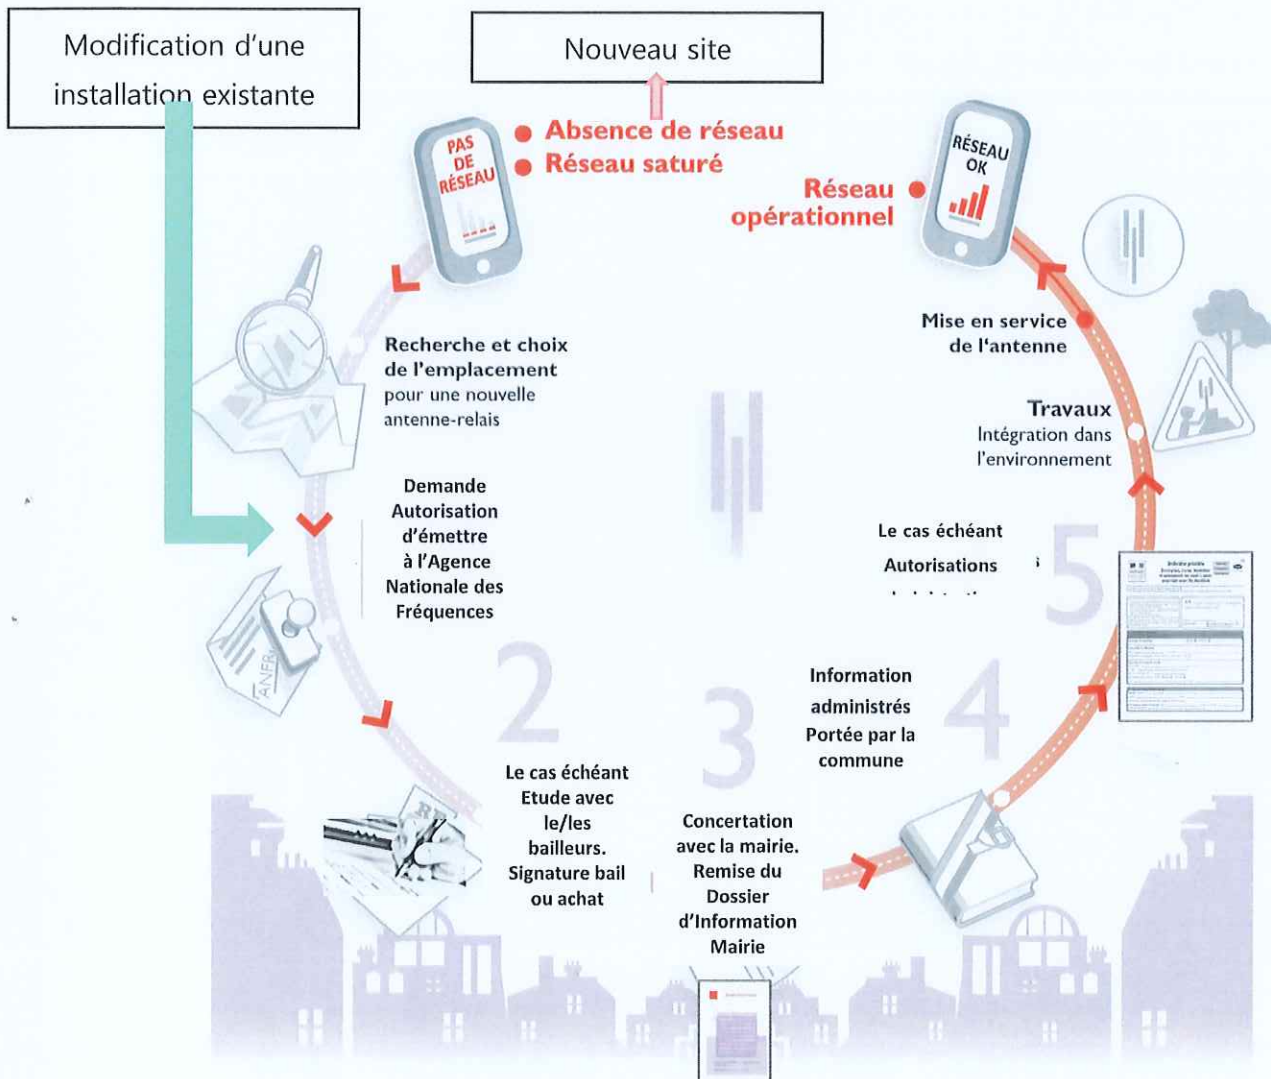 Modification d'une
installation existante
Nouveau site
PAS
DE
RÉSEAU
Absence de réseau
Réseau saturé
RÉSEAU
OK
Réseau
opérationnel
Mise en service
de l'antenne
Travaux
Intégration dans
l'environnement
Recherche et choix
de l'emplacement
pour une nouvelle
antenne-relais
Demande
Autorisation
d'émettre
à l'Agence
Nationale des
Fréquences
ANFR
2
Le cas échéant
Etude avec
le/les
bailleurs.
Signature bail
ou achat
3
Concertation
avec la mairie.
Remise du
Dossier
d'Information
Mairie
4
Information
administrés
Portée par la
commune
5
Le cas échéant
Autorisations